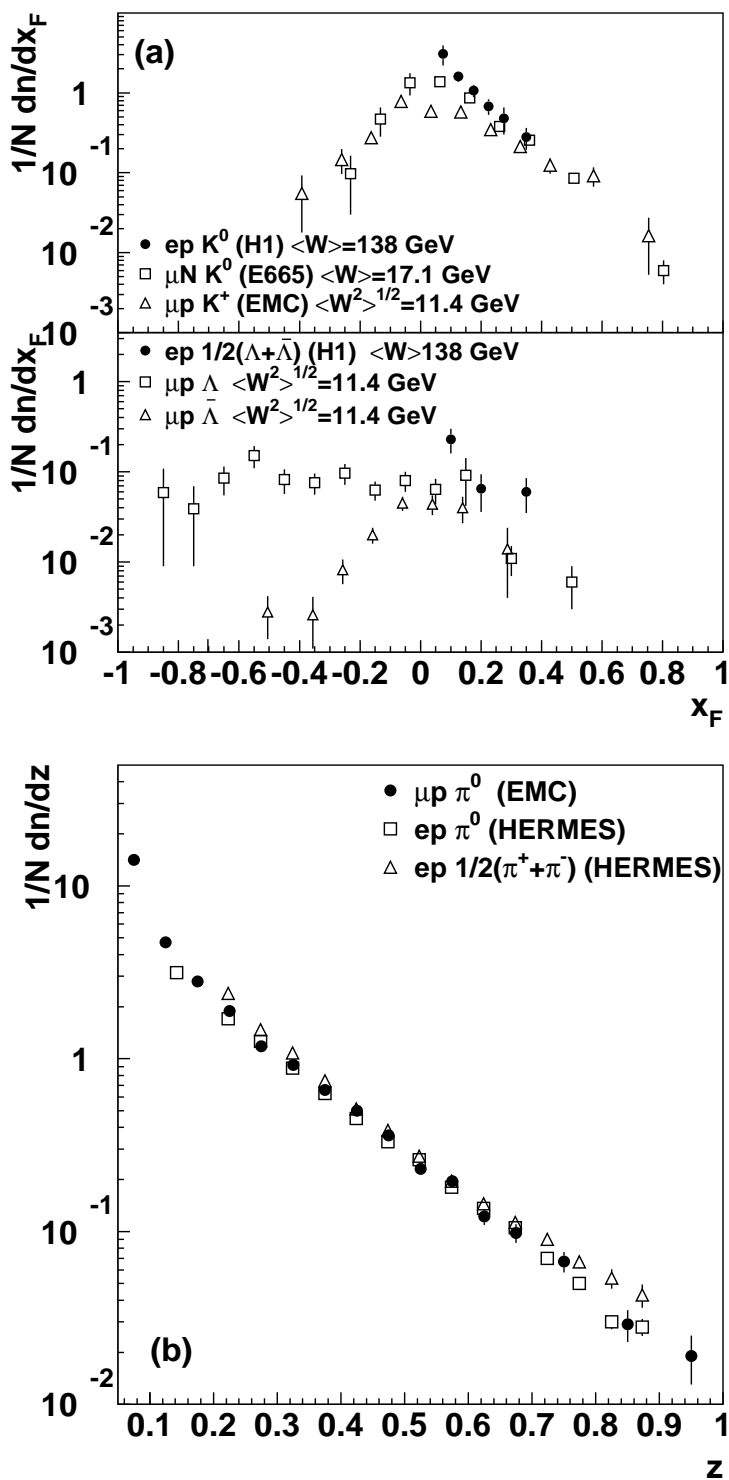 (a)
1/N dn/dx_F
1
10^-1
10^-2
10^-3
ep K^0 (H1) <W>=138 GeV
μN K^0 (E665) <W>=17.1 GeV
μp K^+ (EMC) <W^2>^1/2=11.4 GeV
1/N dn/dx_F
10
1
10^-1
10^-2
10^-3
ep 1/2(Λ+Λ̄) (H1) <W>138 GeV
μp Λ <W^2>^1/2=11.4 GeV
μp Λ̄ <W^2>^1/2=11.4 GeV
-1 -0.8 -0.6 -0.4 -0.2 0 0.2 0.4 0.6 0.8 1
x_F
1/N dn/dz
10
1
10^-1
10^-2
μp π^0 (EMC)
ep π^0 (HERMES)
ep 1/2(π^+ +π^-) (HERMES)
(b)
0.1 0.2 0.3 0.4 0.5 0.6 0.7 0.8 0.9 1
z